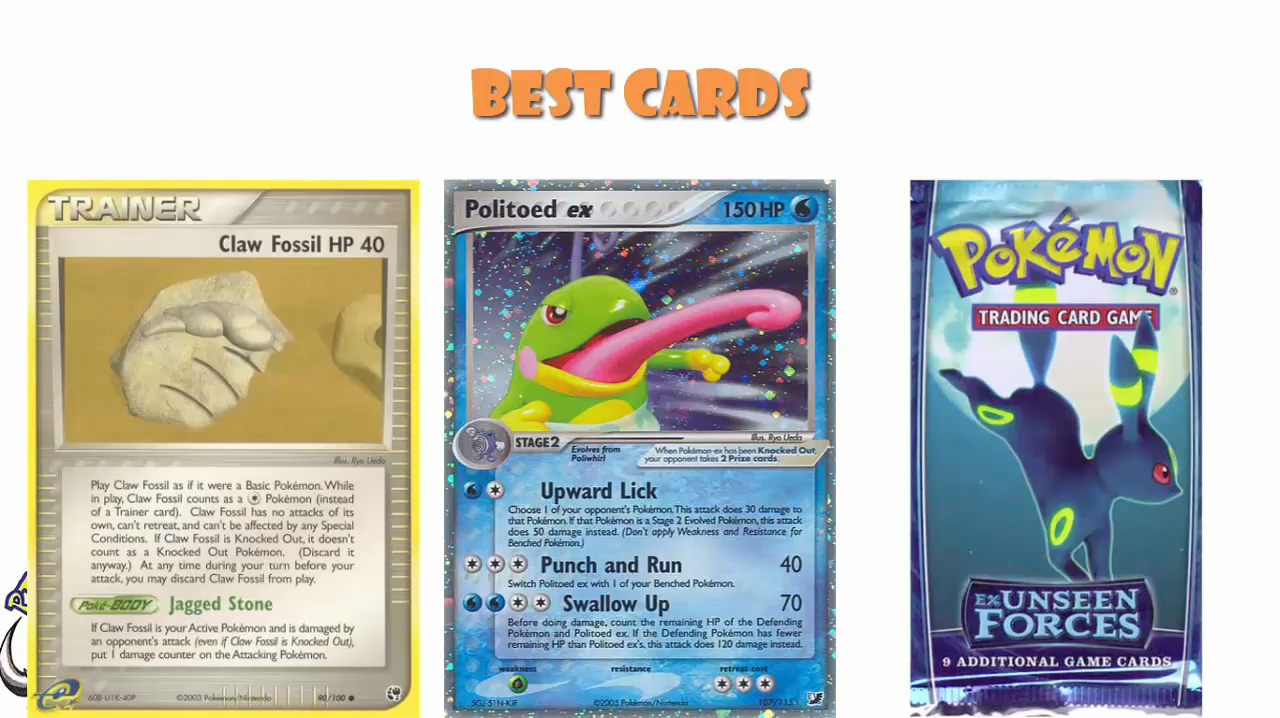 BEST CARDS
TRAINER
Claw Fossil HP 40
Illus. Ryo Ueda
Play Claw Fossil as if it were a Basic Pokémon. While
in play, Claw Fossil counts as a Pokémon (instead
of a Trainer card). Claw Fossil has no attacks of its
own, can't retreat, and can't be affected by any Special
Conditions. If Claw Fossil is Knocked Out, it doesn't
count as a Knocked Out Pokémon. (Discard it
anyway.) At any time during your turn before your
attack, you may discard Claw Fossil from play.
Poké-BODY Jagged Stone
If Claw Fossil is your Active Pokémon and is damaged by
an opponent's attack (even if Claw Fossil is Knocked Out),
put 1 damage counter on the Attacking Pokémon.
e 60B-U1K-4OP ©2003 Pokémon/Nintendo 90/100
Politoed ex 150 HP
Illus. Ryo Ueda
STAGE 2
Evolves from
Poliwhirl
When Pokémon-ex has been Knocked Out,
your opponent takes 2 Prize cards.
Upward Lick
Choose 1 of your opponent's Pokémon. This attack does 30 damage to
that Pokémon. If that Pokémon is a Stage 2 Evolved Pokémon, this attack
does 50 damage instead. (Don't apply Weakness and Resistance for
Benched Pokémon.)
Punch and Run 40
Switch Politoed ex with 1 of your Benched Pokémon.
Swallow Up 70
Before doing damage, count the remaining HP of the Defending
Pokémon and Politoed ex. If the Defending Pokémon has fewer
remaining HP than Politoed ex's, this attack does 120 damage instead.
weakness resistance retreat cost
5GJ-51N-KIF ©2005 Pokémon/Nintendo 107/115
POKéMON
TRADING CARD GAME
EX UNSEEN
FORCES
9 ADDITIONAL GAME CARDS